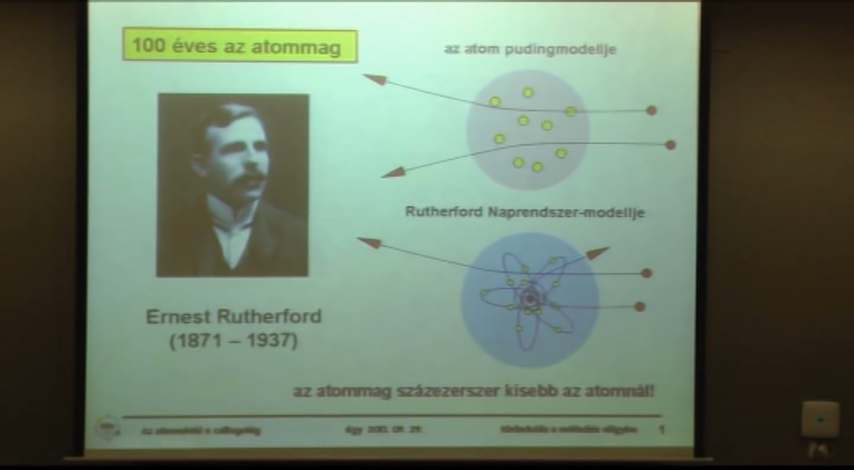 100 éves az atommag
az atom pudingmodellje
Rutherford Naprendszer-modellje
Ernest Rutherford
(1871 – 1937)
az atommag százezerszer kisebb az atomnál!
1